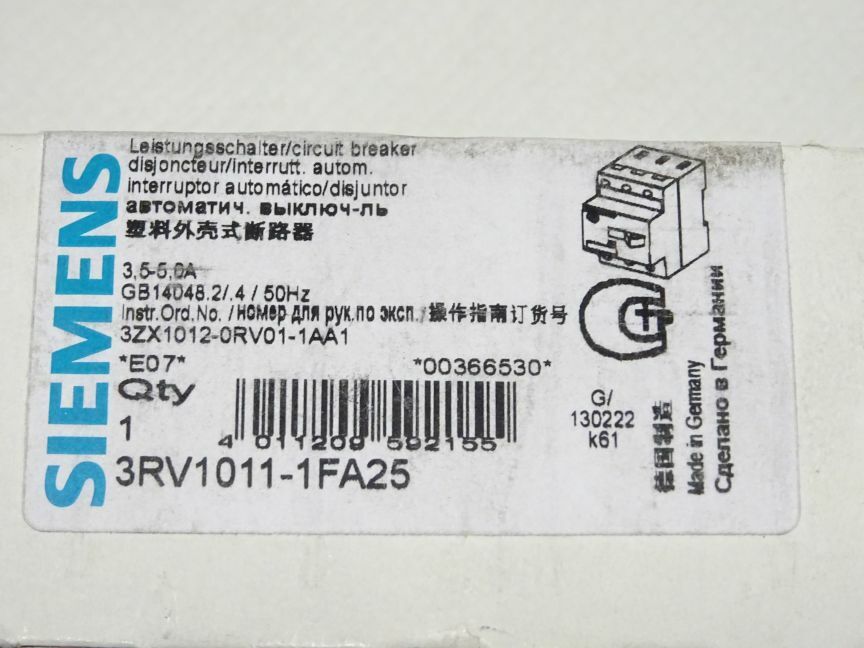 SIEMENS
Leistungsschalter/circuit breaker
disjoncteur/interrutt. autom.
interruptor automático/disjuntor
автоматич. выключ-ль
塑料外壳式断路器
3,5-5,0A
GB14048.2/.4 / 50Hz
Instr.Ord.No. /номер для рук.по эксп./操作指南订货号
3ZX1012-0RV01-1AA1
*E07*
*00366530*
Qty
1
4 011209 592155
3RV1011-1FA25
G/
130222
k61
德国制造
Made in Germany
Сделано в Германии